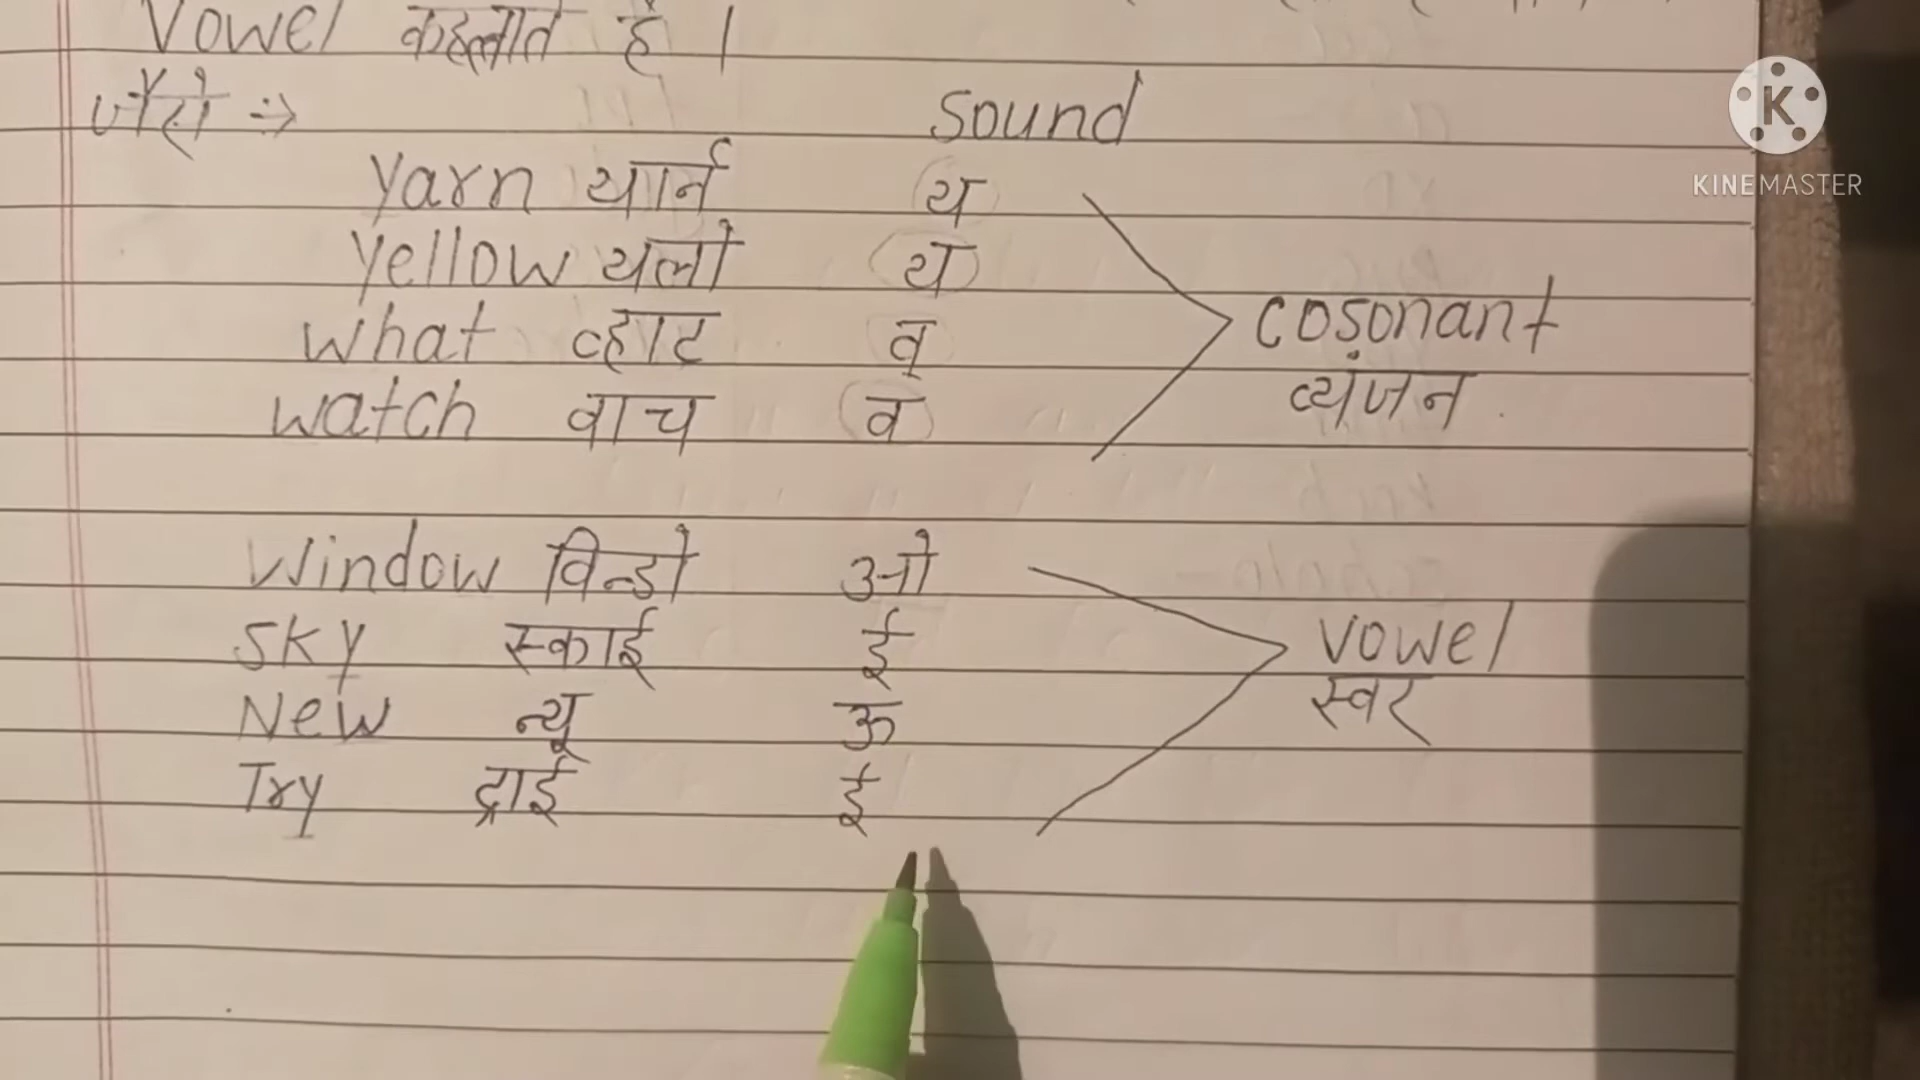 Vowel कहलाते है ।
जैसे :->
Sound
Yarn यार्न य
Yellow यलो य
What व्हाट व्
Watch वाच व
Cosonant
व्यंजन
Window विन्डो ओ
Sky स्काई ई
New न्यू ऊ
Try ट्राई ई
Vowel
स्वर
K
KINEMASTER